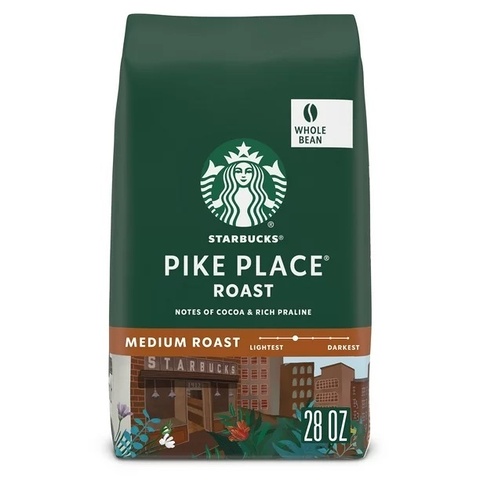 WHOLE
BEAN
STARBUCKS®
PIKE PLACE®
ROAST
NOTES OF COCOA & RICH PRALINE
MEDIUM ROAST
LIGHTEST DARKEST
STARBUCKS
28 OZ